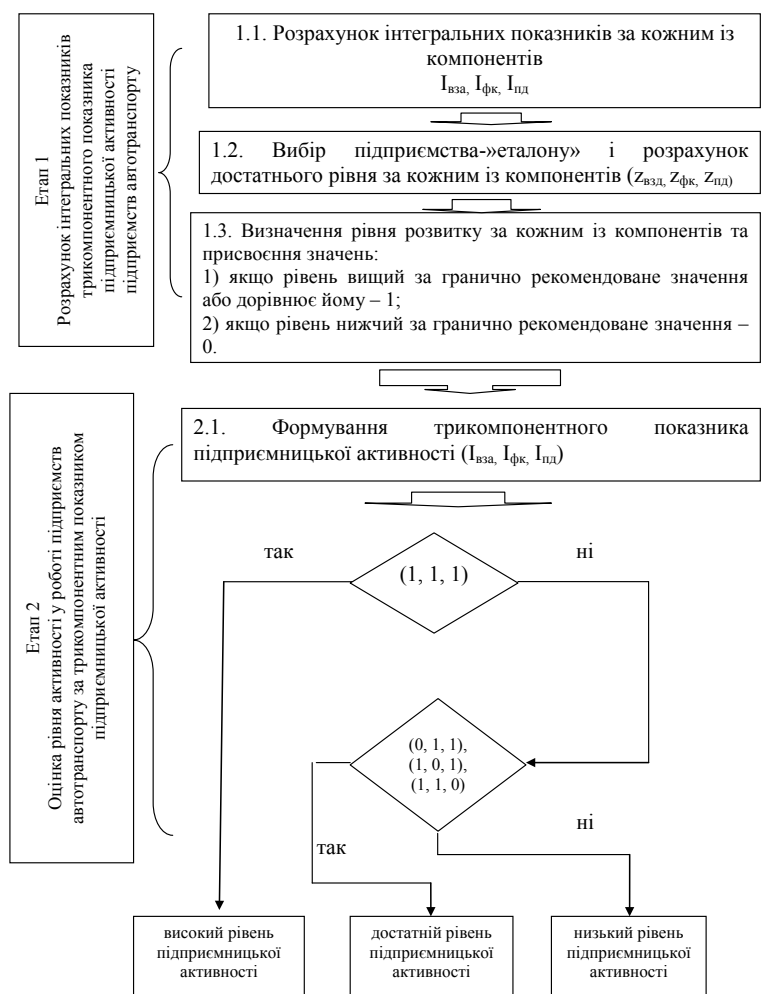 Етап 1
Розрахунок інтегральних показників
трикомпонентного показника
підприємницької активності
підприємств автотранспорту
1.1. Розрахунок інтегральних показників за кожним із
компонентів
Iвза, Iфк, Iпд
1.2. Вибір підприємства-»еталону» і розрахунок
достатнього рівня за кожним із компонентів (zвзд, zфк, zпд)
1.3. Визначення рівня розвитку за кожним із компонентів та
присвоєння значень:
1) якщо рівень вищий за гранично рекомендоване значення
або дорівнює йому – 1;
2) якщо рівень нижчий за гранично рекомендоване значення –
0.
Етап 2
Оцінка рівня активності у роботі підприємств
автотранспорту за трикомпонентним показником
підприємницької активності
2.1. Формування трикомпонентного показника
підприємницької активності (Iвза, Iфк, Iпд)
так
ні
(1, 1, 1)
(0, 1, 1),
(1, 0, 1),
(1, 1, 0)
так
ні
високий рівень
підприємницької
активності
достатній рівень
підприємницької
активності
низький рівень
підприємницької
активності